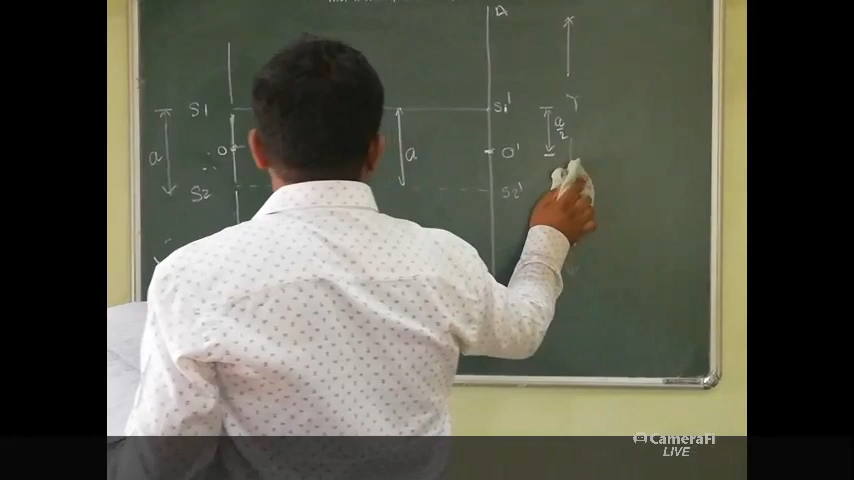 A
S1 S1'
a/2
a O a O'
S2 S2'
CameraFi
LIVE